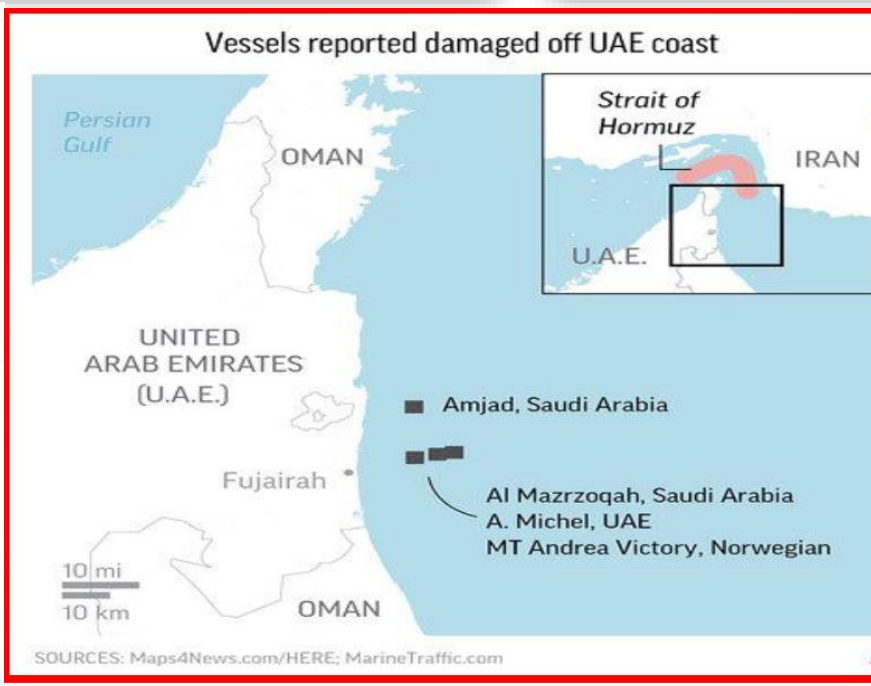 Vessels reported damaged off UAE coast
Persian
Gulf
OMAN
Strait of
Hormuz
IRAN
U.A.E.
UNITED
ARAB EMIRATES
(U.A.E.)
Amjad, Saudi Arabia
Fujairah
Al Mazrzoqah, Saudi Arabia
A. Michel, UAE
MT Andrea Victory, Norwegian
10 mi
10 km
OMAN
SOURCES: Maps4News.com/HERE; MarineTraffic.com